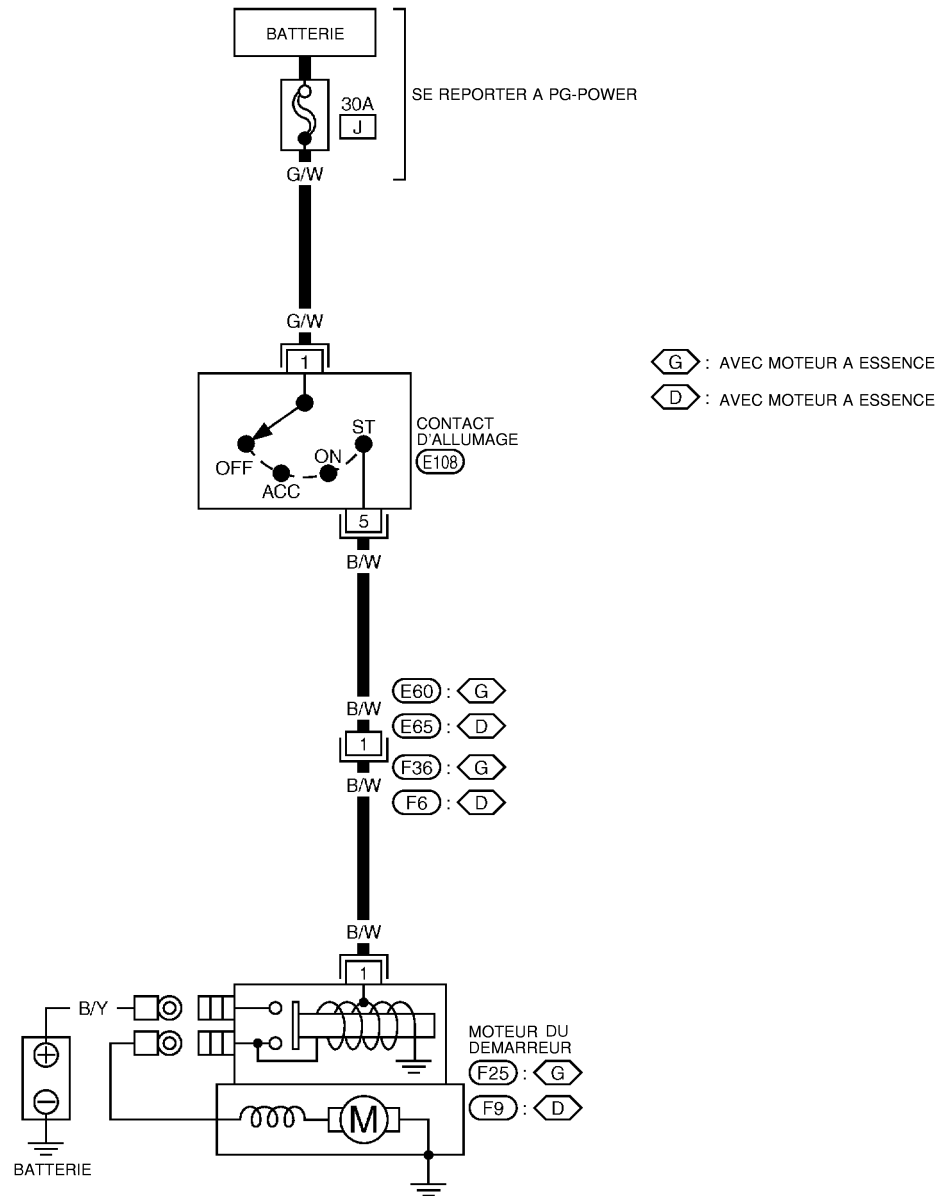 BATTERIE
30A
J
SE REPORTER A PG-POWER
G/W
G/W
1
G : AVEC MOTEUR A ESSENCE
D : AVEC MOTEUR A ESSENCE
CONTACT
D'ALLUMAGE
E108
OFF
ACC
ON
ST
5
B/W
B/W
E60 : G
E65 : D
1
F36 : G
F6 : D
B/W
B/W
1
B/Y
MOTEUR DU
DEMARREUR
F25 : G
F9 : D
M
+
−
BATTERIE